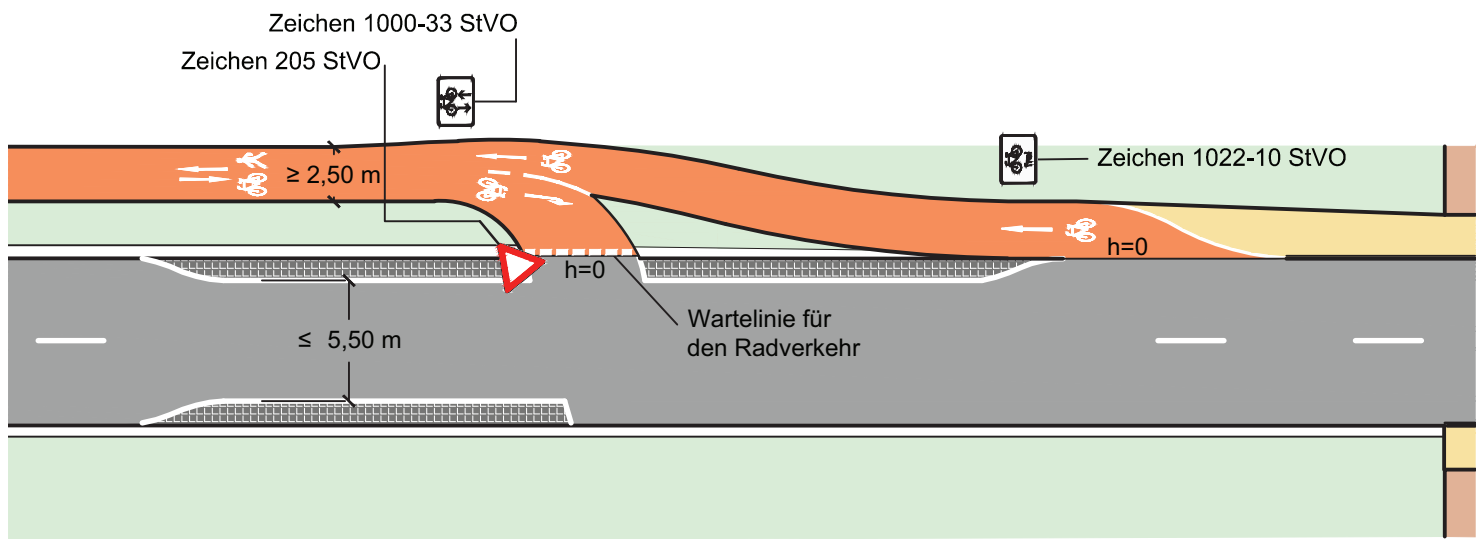 Zeichen 1000-33 StVO
Zeichen 205 StVO
Zeichen 1022-10 StVO
≥ 2,50 m
h=0
h=0
Wartelinie für
den Radverkehr
≤ 5,50 m